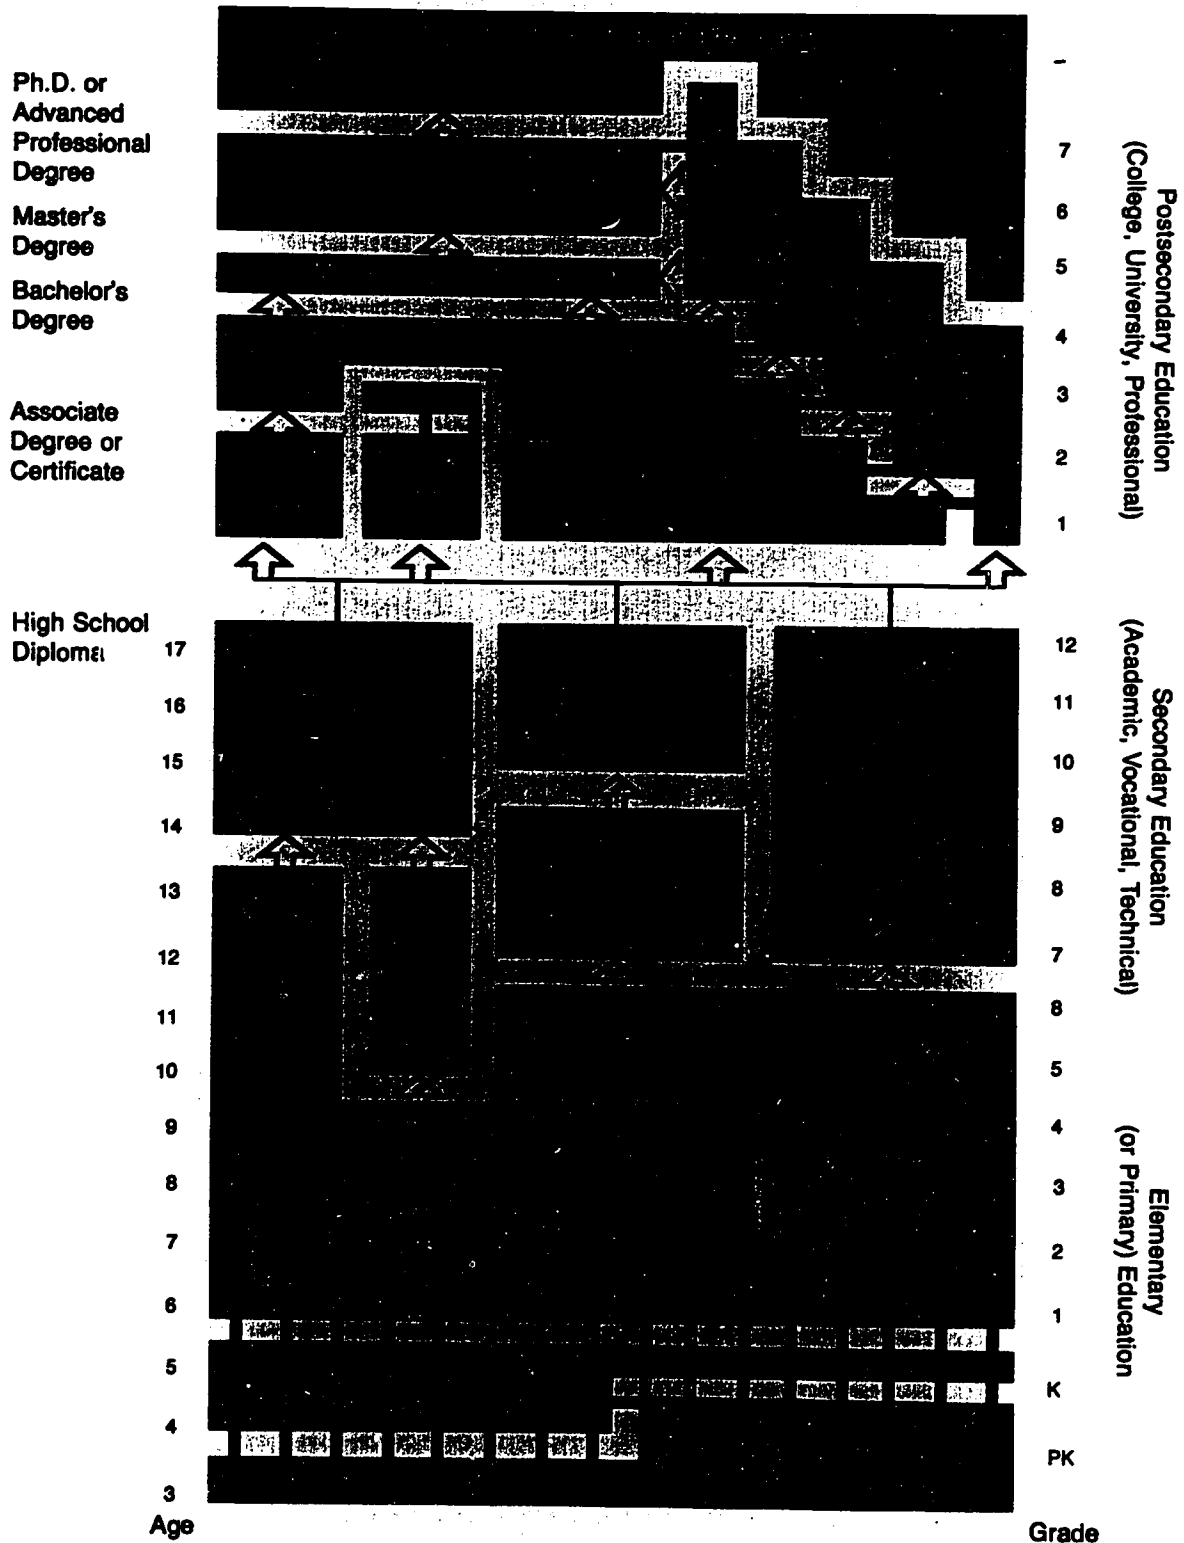 Ph.D. or
Advanced
Professional
Degree
Master's
Degree
Bachelor's
Degree
Associate
Degree or
Certificate
High School
Diploma
17
16
15
14
13
12
11
10
9
8
7
6
5
4
3
Age
–
7
6
5
4
3
2
1
12
11
10
9
8
7
8
5
4
3
2
1
K
PK
Grade
Postsecondary Education
(College, University, Professional)
Secondary Education
(Academic, Vocational, Technical)
Elementary
(or Primary) Education